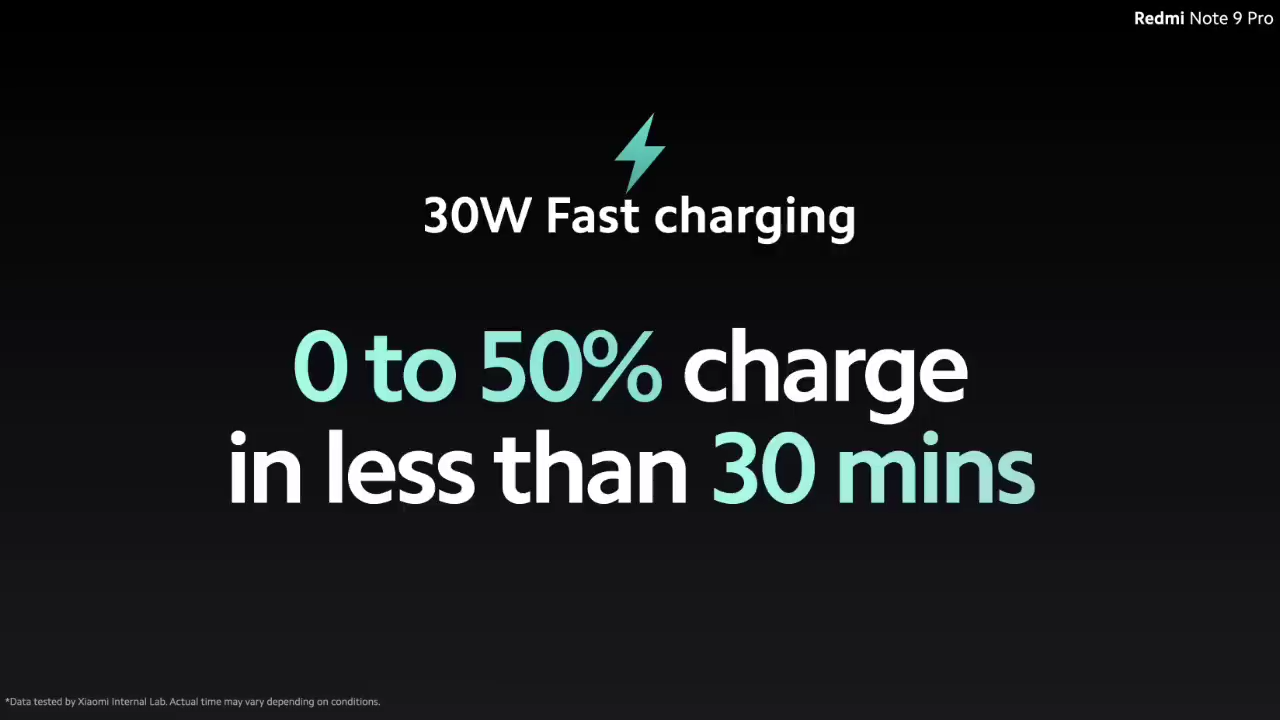 Redmi Note 9 Pro
30W Fast charging
0 to 50% charge
in less than 30 mins
*Data tested by Xiaomi Internal Lab. Actual time may vary depending on conditions.